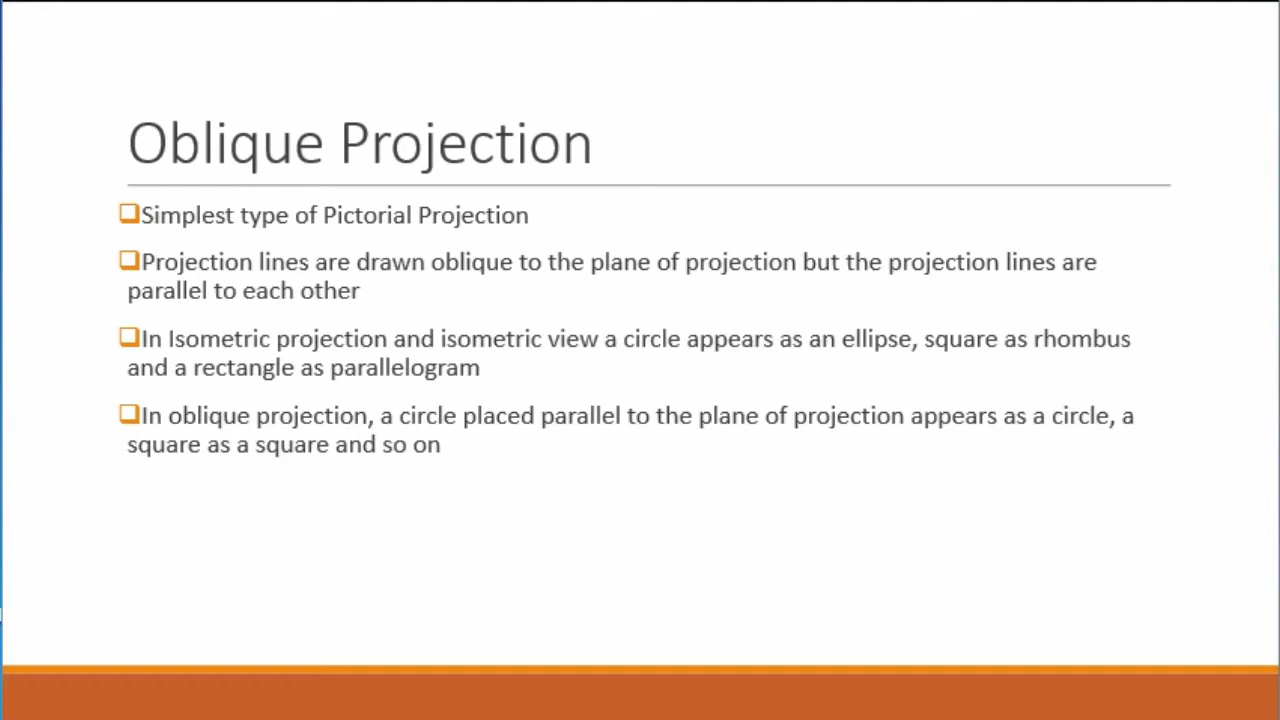 Oblique Projection
Simplest type of Pictorial Projection
Projection lines are drawn oblique to the plane of projection but the projection lines are
parallel to each other
In Isometric projection and isometric view a circle appears as an ellipse, square as rhombus
and a rectangle as parallelogram
In oblique projection, a circle placed parallel to the plane of projection appears as a circle, a
square as a square and so on